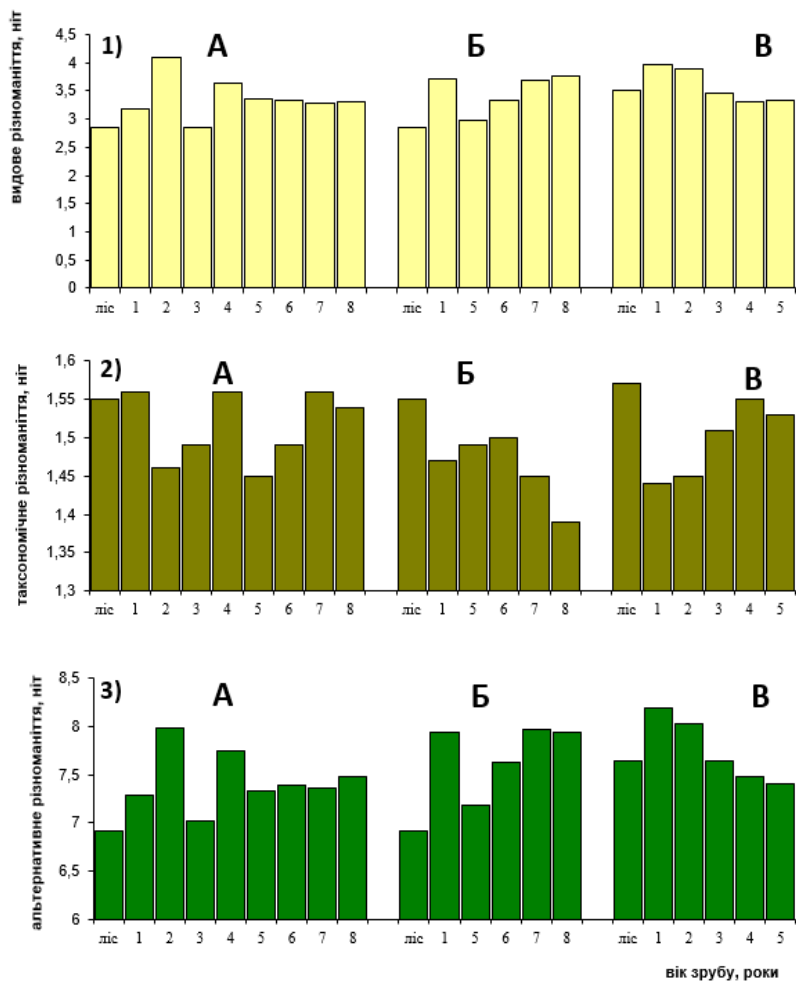 1) А Б В
видове різноманіття, ніт
4,5
4
3,5
3
2,5
2
1,5
1
0,5
0
ліс 1 2 3 4 5 6 7 8 ліс 1 5 6 7 8 ліс 1 2 3 4 5
2) А Б В
таксономічне різноманіття, ніт
1,6
1,55
1,5
1,45
1,4
1,35
1,3
ліс 1 2 3 4 5 6 7 8 ліс 1 5 6 7 8 ліс 1 2 3 4 5
3) А Б В
альтернативне різноманіття, ніт
8,5
8
7,5
7
6,5
6
ліс 1 2 3 4 5 6 7 8 ліс 1 5 6 7 8 ліс 1 2 3 4 5
вік зрубу, роки